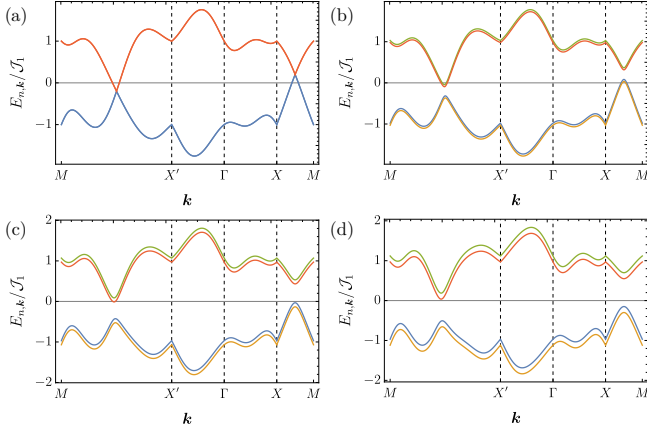 (a)
E_{n,k}/𝒥_1
1
0
−1
M
X′
Γ
X
M
k
(b)
E_{n,k}/𝒥_1
1
0
−1
M
X′
Γ
X
M
k
(c)
E_{n,k}/𝒥_1
2
1
0
−1
−2
M
X′
Γ
X
M
k
(d)
E_{n,k}/𝒥_1
2
1
0
−1
−2
M
X′
Γ
X
M
k